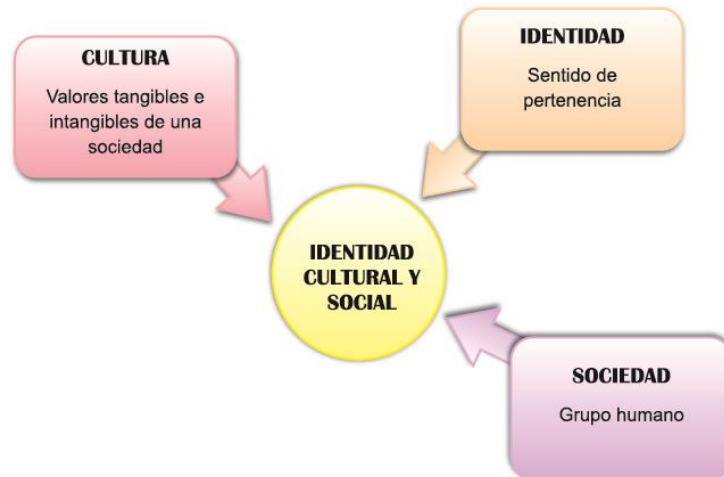 CULTURA
Valores tangibles e
intangibles de una
sociedad
IDENTIDAD
Sentido de
pertenencia
IDENTIDAD
CULTURAL Y
SOCIAL
SOCIEDAD
Grupo humano